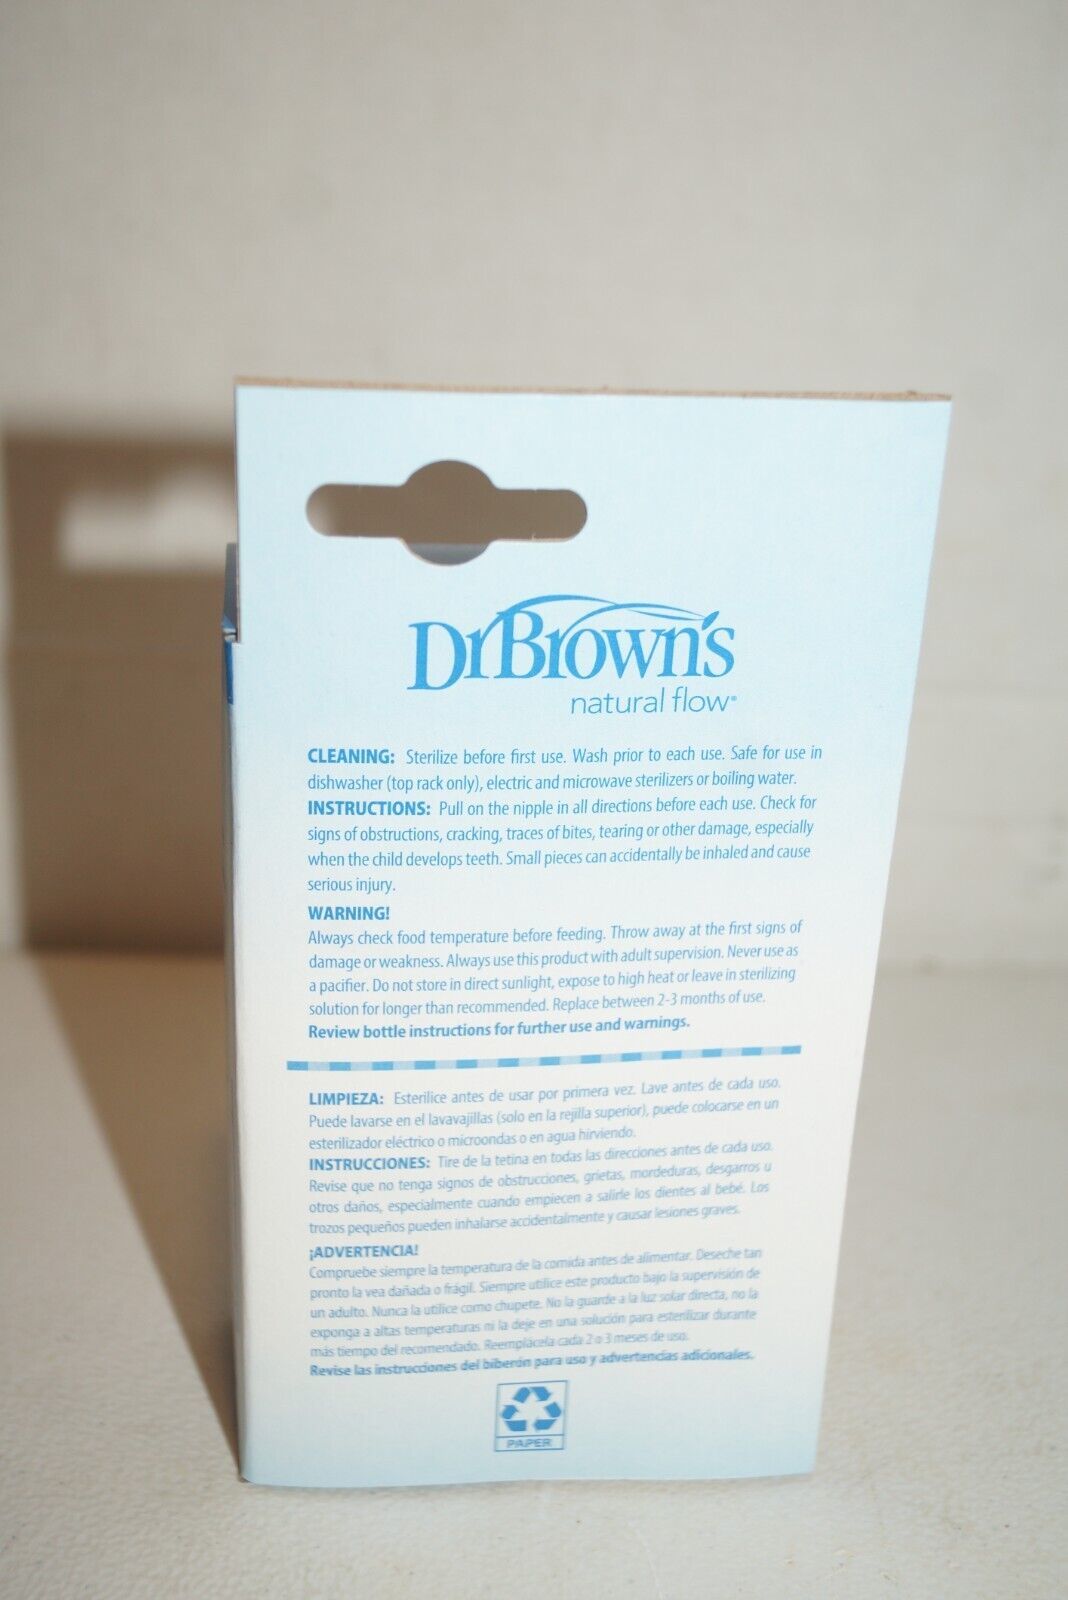 Dr Brown's
natural flow®
CLEANING: Sterilize before first use. Wash prior to each use. Safe for use in
dishwasher (top rack only), electric and microwave sterilizers or boiling water.
INSTRUCTIONS: Pull on the nipple in all directions before each use. Check for
signs of obstructions, cracking, traces of bites, tearing or other damage, especially
when the child develops teeth. Small pieces can accidentally be inhaled and cause
serious injury.
WARNING!
Always check food temperature before feeding. Throw away at the first signs of
damage or weakness. Always use this product with adult supervision. Never use as
a pacifier. Do not store in direct sunlight, expose to high heat or leave in sterilizing
solution for longer than recommended. Replace between 2-3 months of use.
Review bottle instructions for further use and warnings.
LIMPIEZA: Esterilice antes de usar por primera vez. Lave antes de cada uso.
Puede lavarse en el lavavajillas (solo en la rejilla superior), puede colocarse en un
esterilizador eléctrico o microondas o en agua hirviendo.
INSTRUCCIONES: Tire de la tetina en todas las direcciones antes de cada uso.
Revise que no tenga signos de obstrucciones, grietas, mordeduras, desgarros u
otros daños, especialmente cuando empiecen a salirle los dientes al bebé. Los
trozos pequeños pueden inhalarse accidentalmente y causar lesiones graves.
¡ADVERTENCIA!
Compruebe siempre la temperatura de la comida antes de alimentar. Deseche tan
pronto la vea dañada o frágil. Siempre utilice este producto bajo la supervisión de
un adulto. Nunca la utilice como chupete. No la guarde a la luz solar directa, no la
exponga a altas temperaturas ni la deje en una solución para esterilizar durante
más tiempo del recomendado. Reemplácela cada 2 o 3 meses de uso.
Revise las instrucciones del biberón para uso y advertencias adicionales.
PAPER